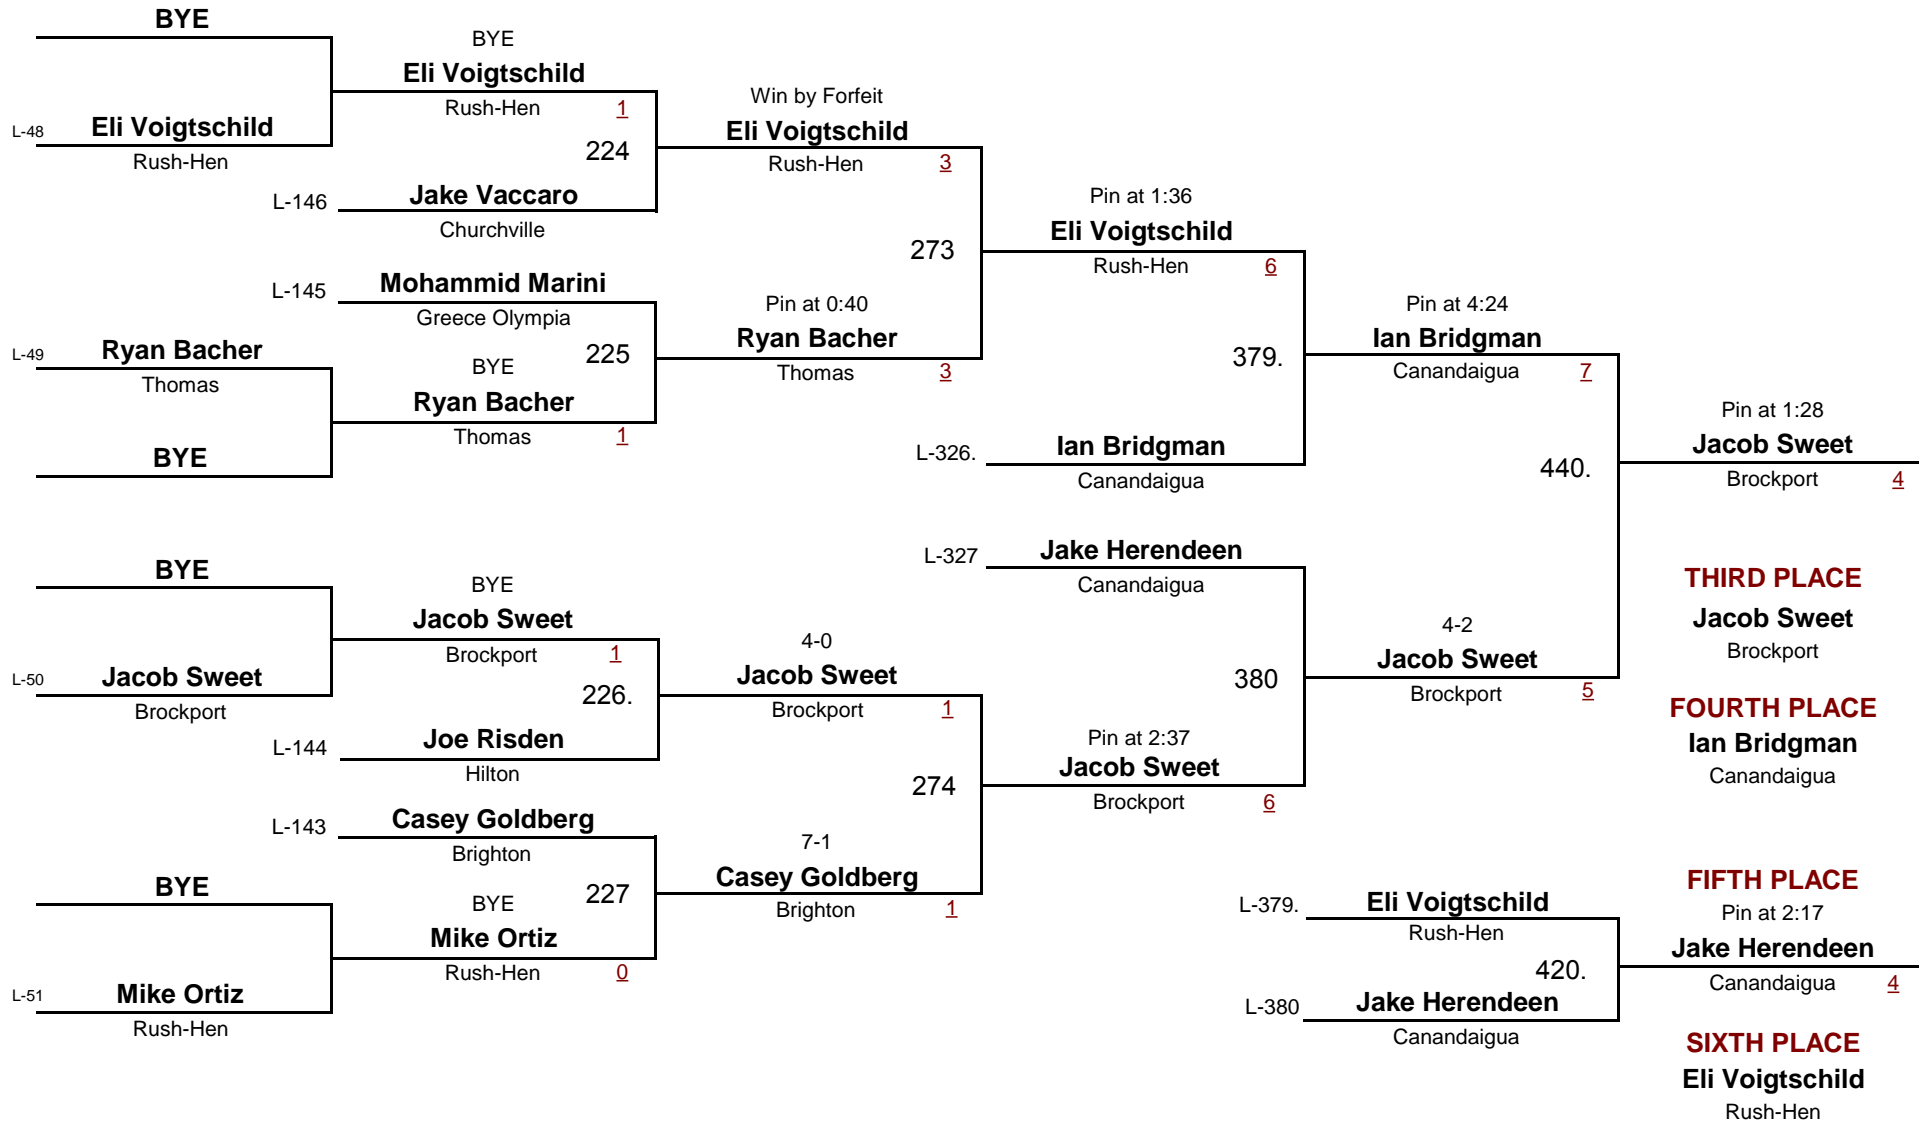 BYE
L-48
Eli Voigtschild
Rush-Hen
BYE
Eli Voigtschild
Rush-Hen 1
224
L-146
Jake Vaccaro
Churchville
Win by Forfeit
Eli Voigtschild
Rush-Hen 3
273
L-145
Mohammid Marini
Greece Olympia
225
L-49
Ryan Bacher
Thomas
BYE
BYE
Ryan Bacher
Thomas 1
Pin at 0:40
Ryan Bacher
Thomas 3
Pin at 1:36
Eli Voigtschild
Rush-Hen 6
379.
L-326.
Ian Bridgman
Canandaigua
Pin at 4:24
Ian Bridgman
Canandaigua 7
440.
Pin at 1:28
Jacob Sweet
Brockport 4
BYE
L-50
Jacob Sweet
Brockport
BYE
Jacob Sweet
Brockport 1
226.
L-144
Joe Risden
Hilton
4-0
Jacob Sweet
Brockport 1
274
L-143
Casey Goldberg
Brighton
227
BYE
L-51
Mike Ortiz
Rush-Hen
BYE
Mike Ortiz
Rush-Hen 0
7-1
Casey Goldberg
Brighton 1
L-327
Jake Herendeen
Canandaigua
380
Pin at 2:37
Jacob Sweet
Brockport 6
4-2
Jacob Sweet
Brockport 5
THIRD PLACE
Jacob Sweet
Brockport
FOURTH PLACE
Ian Bridgman
Canandaigua
L-379.
Eli Voigtschild
Rush-Hen
420.
L-380
Jake Herendeen
Canandaigua
FIFTH PLACE
Pin at 2:17
Jake Herendeen
Canandaigua 4
SIXTH PLACE
Eli Voigtschild
Rush-Hen